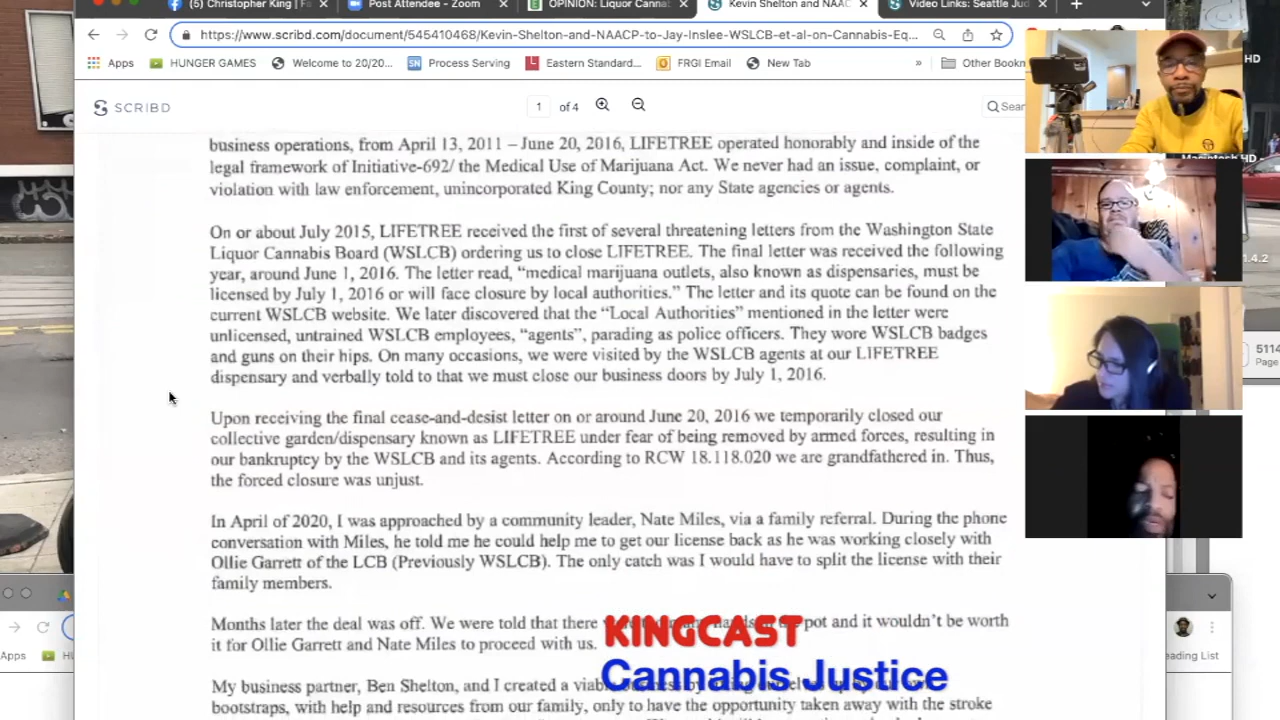 (5) Christopher King | Fa
Post Attendee - Zoom
OPINION: Liquor Cannab
Kevin Shelton and NAAC
Video Links: Seattle Jud
https://www.scribd.com/document/545410468/Kevin-Shelton-and-NAACP-to-Jay-Inslee-WSLCB-et-al-on-Cannabis-Eq...
Apps
HUNGER GAMES
Welcome to 20/20...
SN Process Serving
L Eastern Standard...
FRGI Email
New Tab
»
Other Bookn
HD
SCRIBD
1 of 4
Sear
business operations, from April 13, 2011 – June 20, 2016, LIFETREE operated honorably and inside of the
legal framework of Initiative-692/ the Medical Use of Marijuana Act. We never had an issue, complaint, or
violation with law enforcement, unincorporated King County; nor any State agencies or agents.
On or about July 2015, LIFETREE received the first of several threatening letters from the Washington State
Liquor Cannabis Board (WSLCB) ordering us to close LIFETREE. The final letter was received the following
year, around June 1, 2016. The letter read, “medical marijuana outlets, also known as dispensaries, must be
licensed by July 1, 2016 or will face closure by local authorities.” The letter and its quote can be found on the
current WSLCB website. We later discovered that the “Local Authorities” mentioned in the letter were
unlicensed, untrained WSLCB employees, “agents”, parading as police officers. They wore WSLCB badges
and guns on their hips. On many occasions, we were visited by the WSLCB agents at our LIFETREE
dispensary and verbally told to that we must close our business doors by July 1, 2016.
Upon receiving the final cease-and-desist letter on or around June 20, 2016 we temporarily closed our
collective garden/dispensary known as LIFETREE under fear of being removed by armed forces, resulting in
our bankruptcy by the WSLCB and its agents. According to RCW 18.118.020 we are grandfathered in. Thus,
the forced closure was unjust.
In April of 2020, I was approached by a community leader, Nate Miles, via a family referral. During the phone
conversation with Miles, he told me he could help me to get our license back as he was working closely with
Ollie Garrett of the LCB (Previously WSLCB). The only catch was I would have to split the license with their
family members.
Months later the deal was off. We were told that there pot and it wouldn't be worth
it for Ollie Garrett and Nate Miles to proceed with us.
My business partner, Ben Shelton, and I created a
bootstraps, with help and resources from our family, only to have the opportunity taken away with the stroke
KINGCAST
Cannabis Justice
1.4.2
5114
Page
Apps
eading List